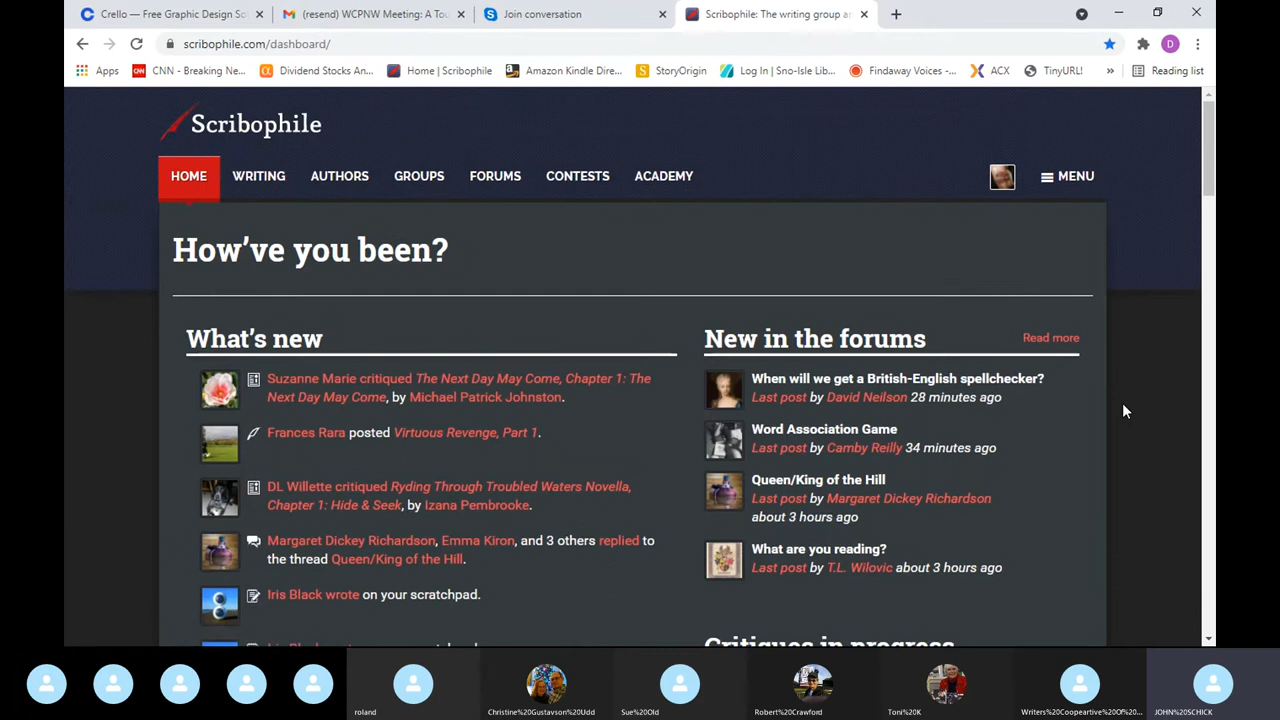 Crello — Free Graphic Design So
(resend) WCPNW Meeting: A Tou
Join conversation
Scribophile: The writing group a
scribophile.com/dashboard/
D
Apps
CNN - Breaking Ne...
Dividend Stocks An...
Home | Scribophile
Amazon Kindle Dire...
StoryOrigin
Log In | Sno-Isle Lib...
Findaway Voices -...
ACX
TinyURL!
»
Reading list
Scribophile
HOME
WRITING
AUTHORS
GROUPS
FORUMS
CONTESTS
ACADEMY
MENU
How’ve you been?
What’s new
Suzanne Marie critiqued The Next Day May Come, Chapter 1: The
Next Day May Come, by Michael Patrick Johnston.
Frances Rara posted Virtuous Revenge, Part 1.
DL Willette critiqued Ryding Through Troubled Waters Novella,
Chapter 1: Hide & Seek, by Izana Pembrooke.
Margaret Dickey Richardson, Emma Kiron, and 3 others replied to
the thread Queen/King of the Hill.
Iris Black wrote on your scratchpad.
New in the forums
Read more
When will we get a British-English spellchecker?
Last post by David Neilson 28 minutes ago
Word Association Game
Last post by Camby Reilly 34 minutes ago
Queen/King of the Hill
Last post by Margaret Dickey Richardson
about 3 hours ago
What are you reading?
Last post by T.L. Wilovic about 3 hours ago
Critiques in progress
roland
Christine%20Gustavson%20Udd
Sue%20Old
Robert%20Crawford
Toni%20K
Writers%20Coopeartive%20Of%2...
JOHN%20SCHICK